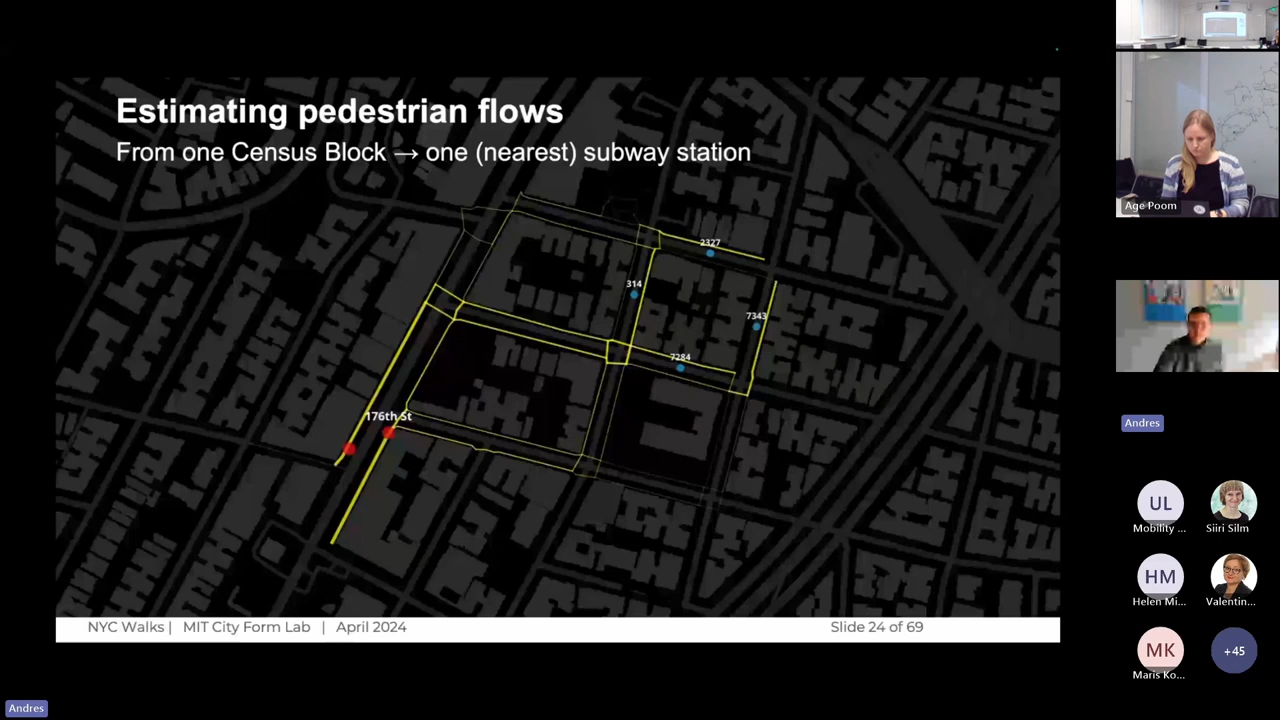 Estimating pedestrian flows
From one Census Block → one (nearest) subway station
2327
314
7343
7284
176th St
NYC Walks | MIT City Form Lab | April 2024
Slide 24 of 69
Andres
Age Poom
Andres
UL
Mobility ...
Siiri Silm
HM
Helen Mi...
Valentin...
MK
Maris Ko...
+45